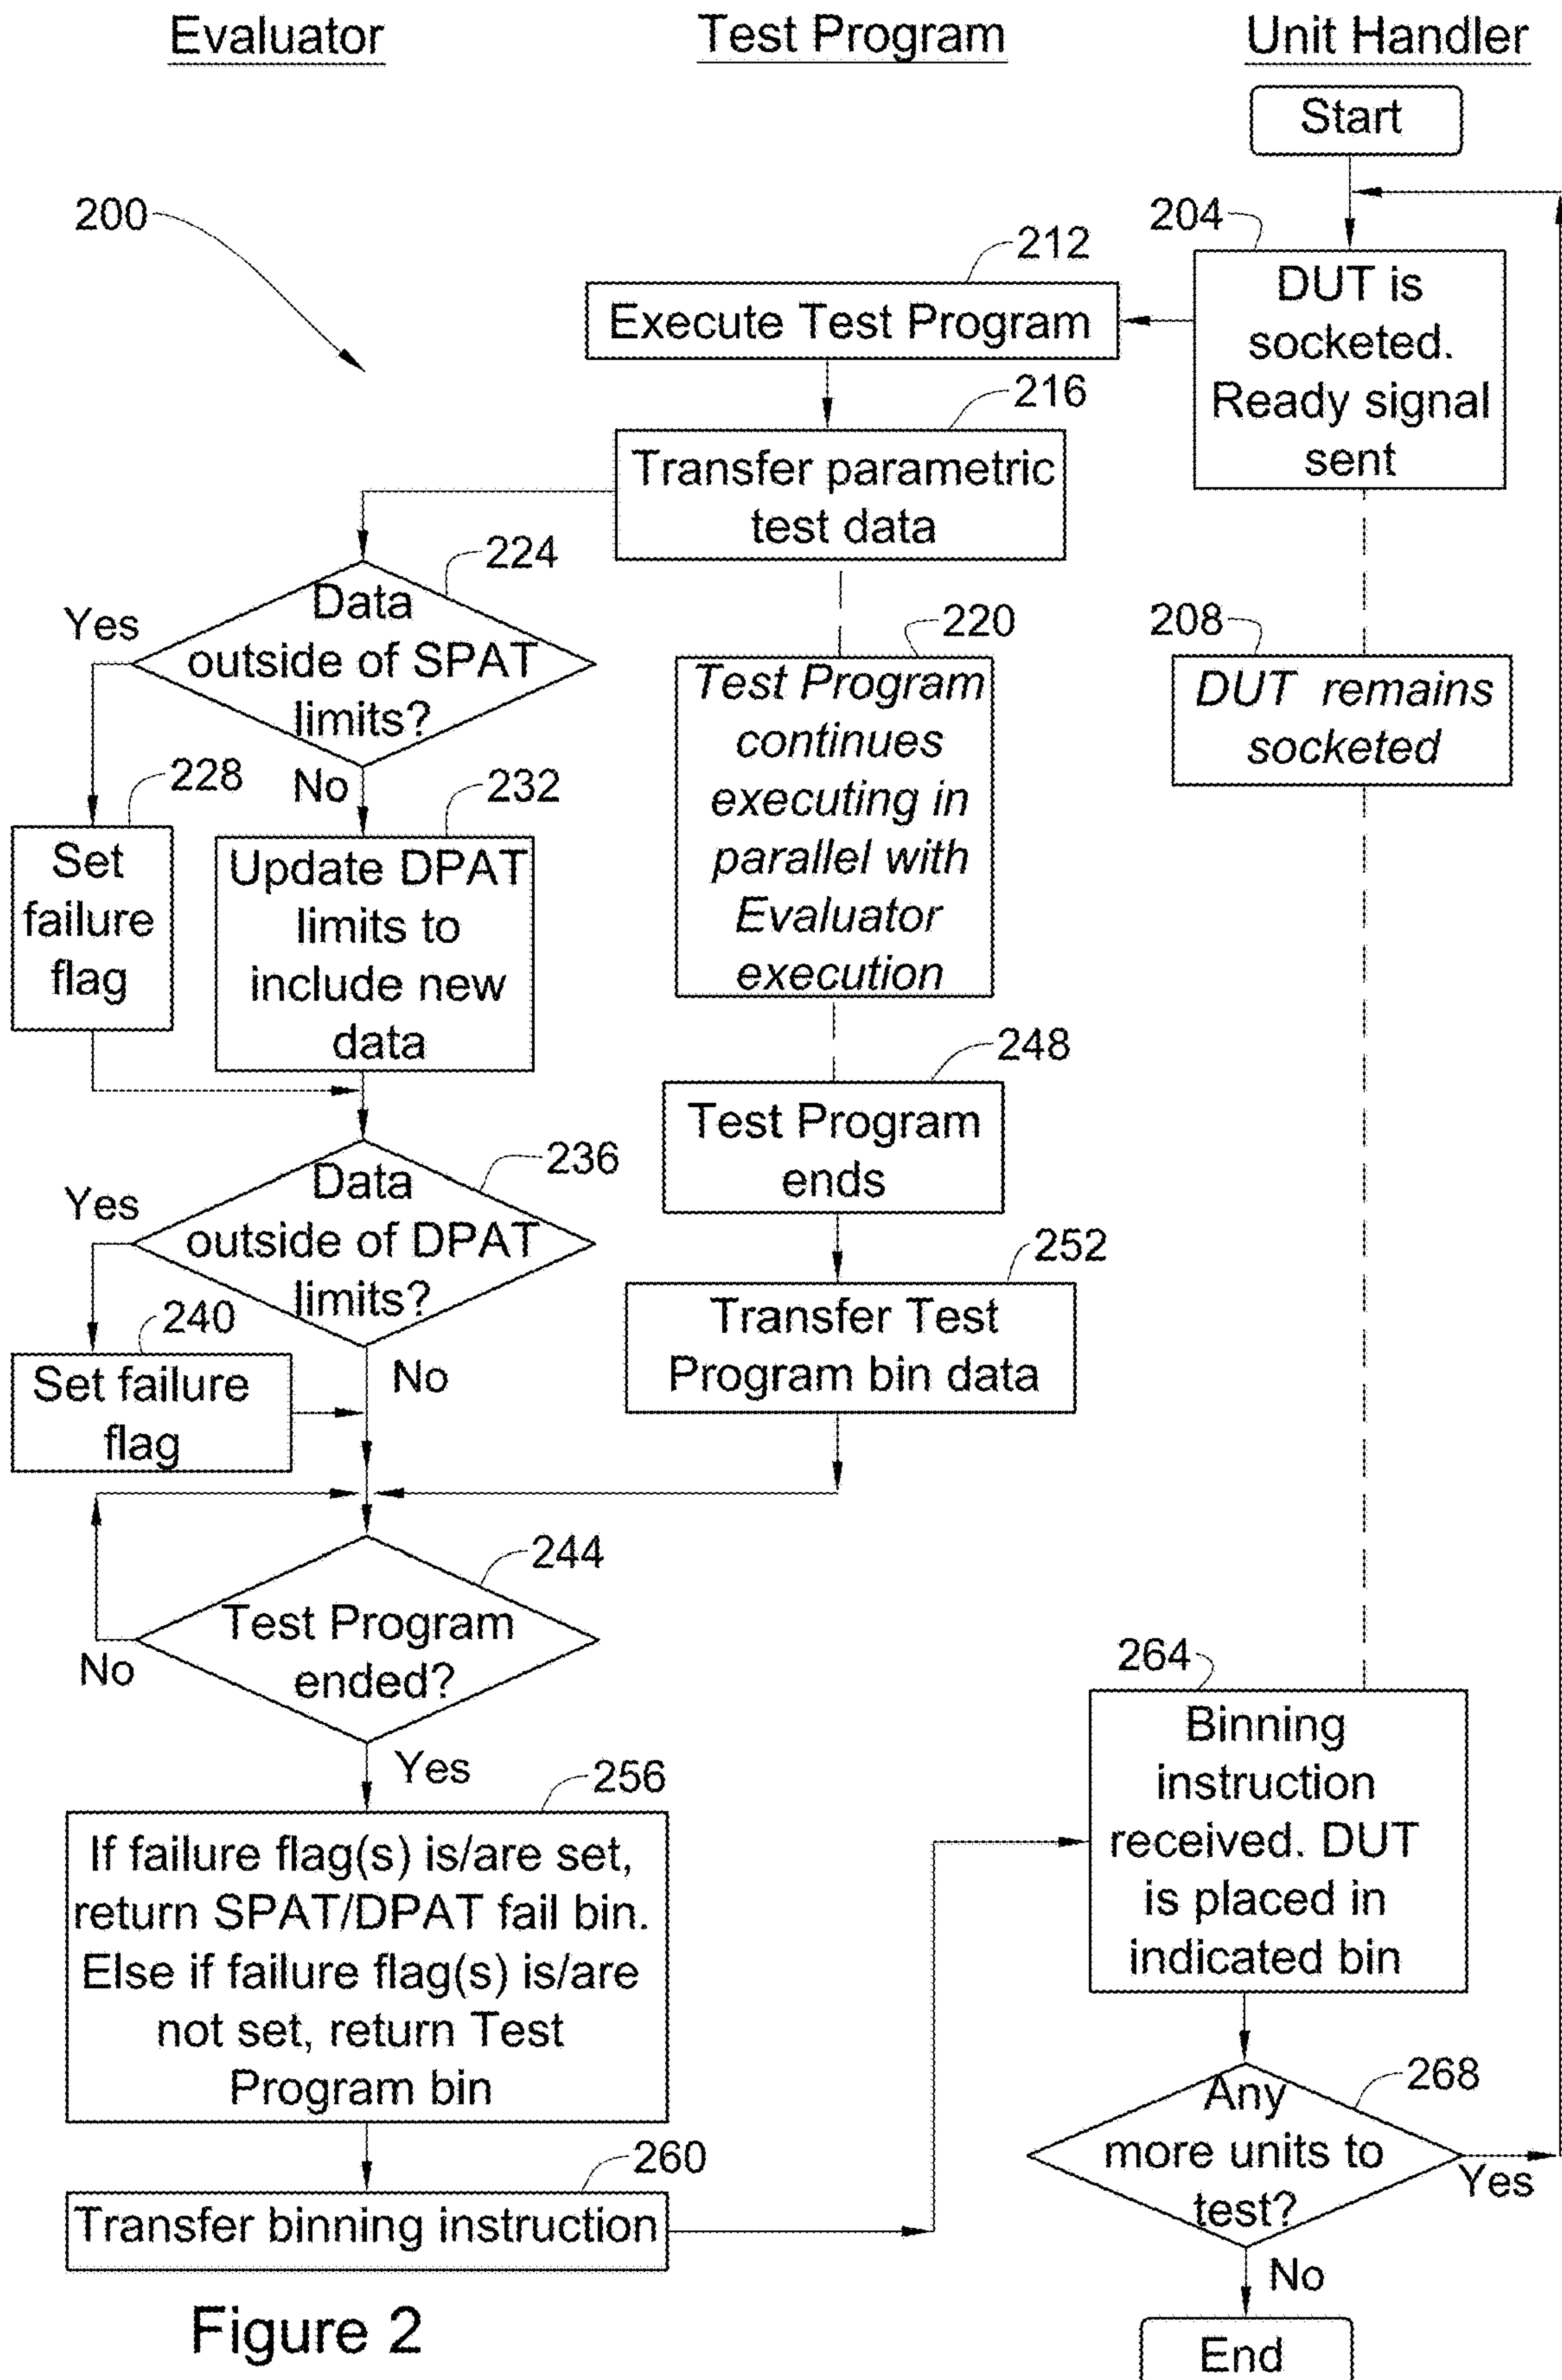 Evaluator
Test Program
Unit Handler
Start
200
204
212
DUT is
socketed.
Ready signal
sent
Execute Test Program
216
Transfer parametric
test data
224
Data
outside of SPAT
limits?
Yes
No
220
Test Program
continues
executing in
parallel with
Evaluator
execution
208
DUT remains
socketed
228
Set
failure
flag
232
Update DPAT
limits to
include new
data
248
Test Program
ends
236
Data
outside of DPAT
limits?
Yes
No
252
Transfer Test
Program bin data
240
Set failure
flag
244
Test Program
ended?
No
Yes
256
If failure flag(s) is/are set,
return SPAT/DPAT fail bin.
Else if failure flag(s) is/are
not set, return Test
Program bin
264
Binning
instruction
received. DUT
is placed in
indicated bin
260
Transfer binning instruction
268
Any
more units to
test?
Yes
No
End
Figure 2